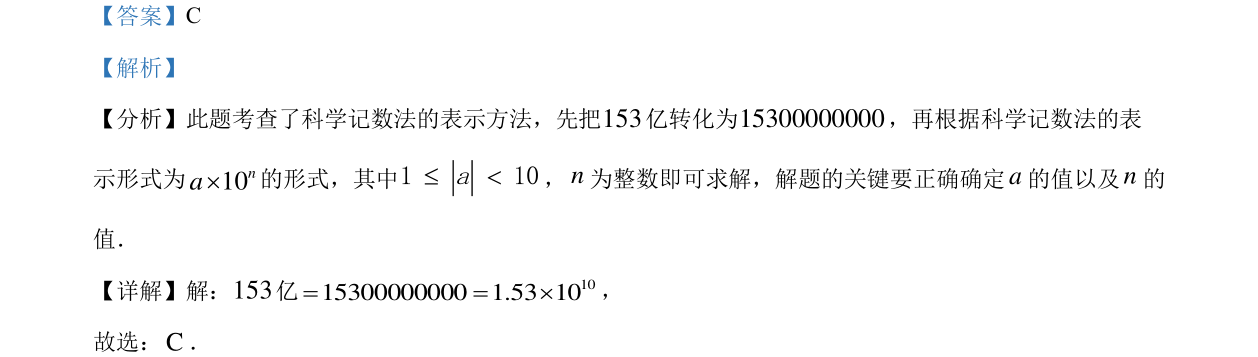 【答案】C
【解析】
【分析】此题考查了科学记数法的表示方法，先把153亿转化为15300000000，再根据科学记数法的表
示形式为a×10ⁿ的形式，其中1 ≤ |a| < 10，n为整数即可求解，解题的关键要正确确定a的值以及n的
值．
【详解】解：153亿=15300000000=1.53×10¹⁰，
故选：C．